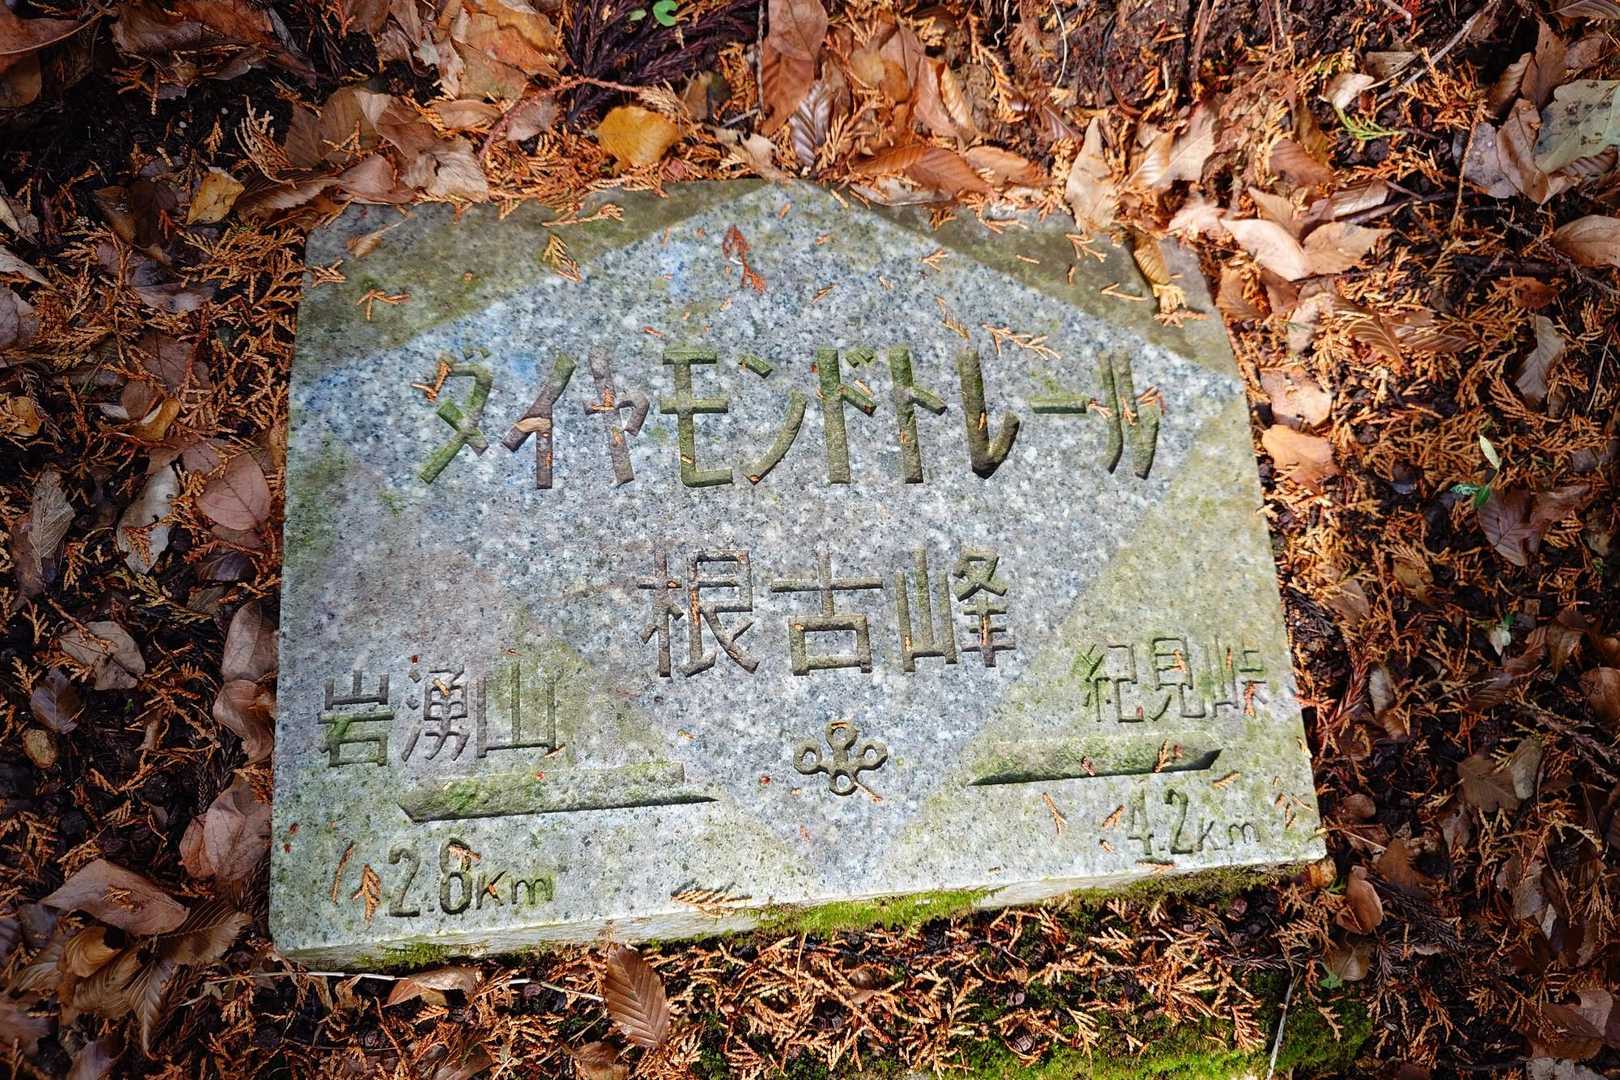 ダイヤモンドトレール
根古峰
岩湧山
紀見峠
2.8km
4.2km